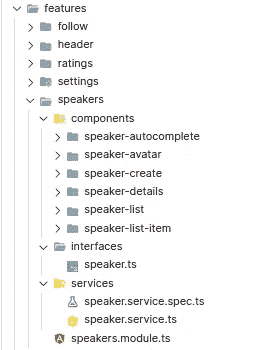 features
follow
header
ratings
settings
speakers
components
speaker-autocomplete
speaker-avatar
speaker-create
speaker-details
speaker-list
speaker-list-item
interfaces
speaker.ts
services
speaker.service.spec.ts
speaker.service.ts
speakers.module.ts